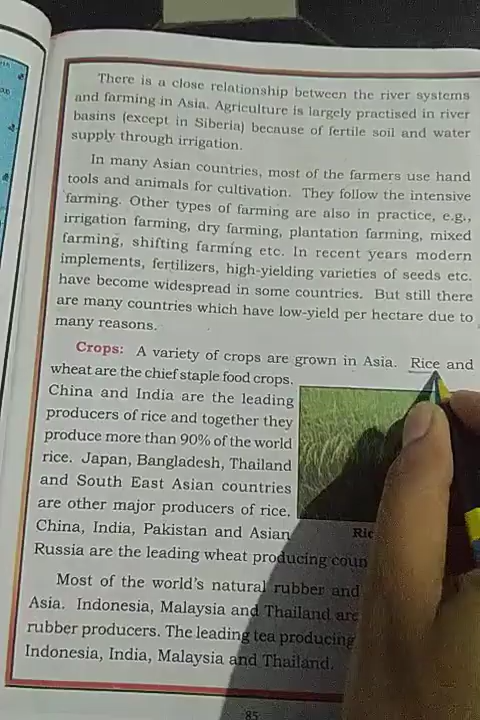 There is a close relationship between the river systems
and farming in Asia. Agriculture is largely practised in river
basins (except in Siberia) because of fertile soil and water
supply through irrigation.
In many Asian countries, most of the farmers use hand
tools and animals for cultivation. They follow the intensive
farming. Other types of farming are also in practice, e.g.,
irrigation farming, dry farming, plantation farming, mixed
farming, shifting farming etc. In recent years modern
implements, fertilizers, high-yielding varieties of seeds etc.
have become widespread in some countries. But still there
are many countries which have low-yield per hectare due to
many reasons.
Crops: A variety of crops are grown in Asia. Rice and
wheat are the chief staple food crops.
China and India are the leading
producers of rice and together they
produce more than 90% of the world
rice. Japan, Bangladesh, Thailand
and South East Asian countries
are other major producers of rice.
China, India, Pakistan and Asian
Ric
Russia are the leading wheat producing coun
Most of the world's natural rubber and
Asia. Indonesia, Malaysia and Thailand are
rubber producers. The leading tea producing
Indonesia, India, Malaysia and Thailand.
85